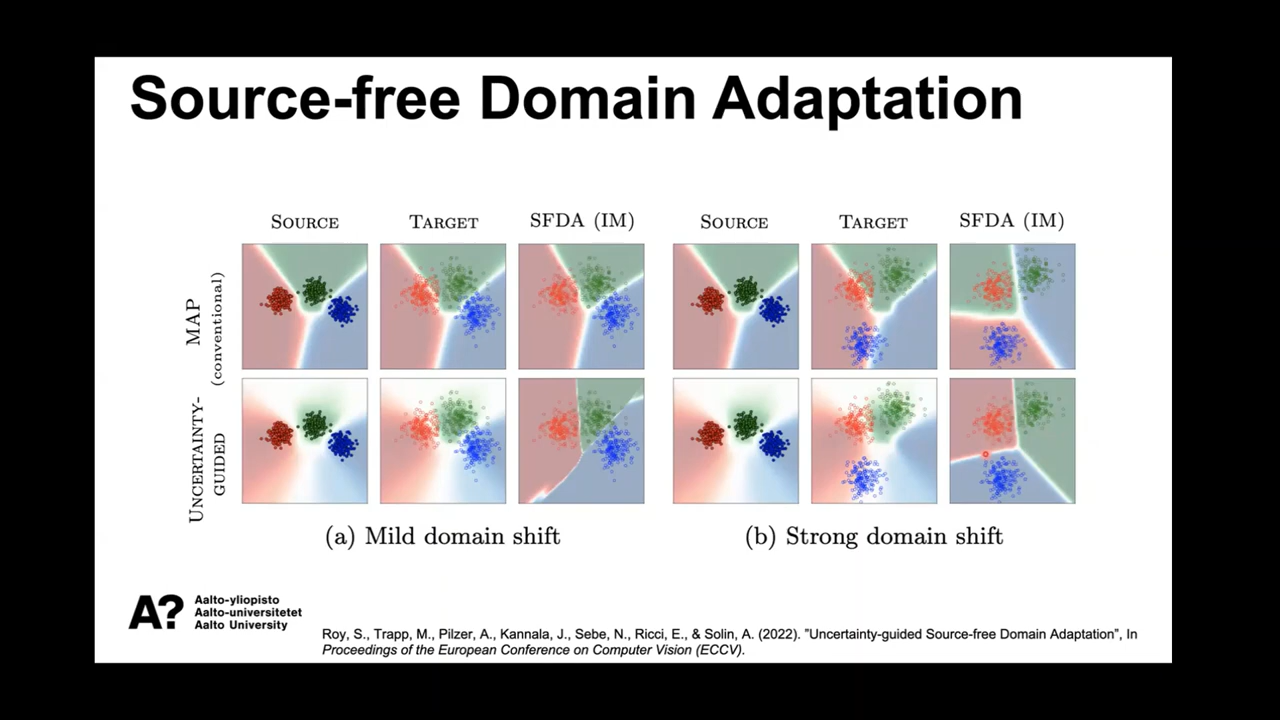 Source-free Domain Adaptation
SOURCE
TARGET
SFDA (IM)
SOURCE
TARGET
SFDA (IM)
MAP
(conventional)
UNCERTAINTY-
GUIDED
(a) Mild domain shift
(b) Strong domain shift
A?
Aalto-yliopisto
Aalto-universitetet
Aalto University
Roy, S., Trapp, M., Pilzer, A., Kannala, J., Sebe, N., Ricci, E., & Solin, A. (2022). "Uncertainty-guided Source-free Domain Adaptation", In
Proceedings of the European Conference on Computer Vision (ECCV).